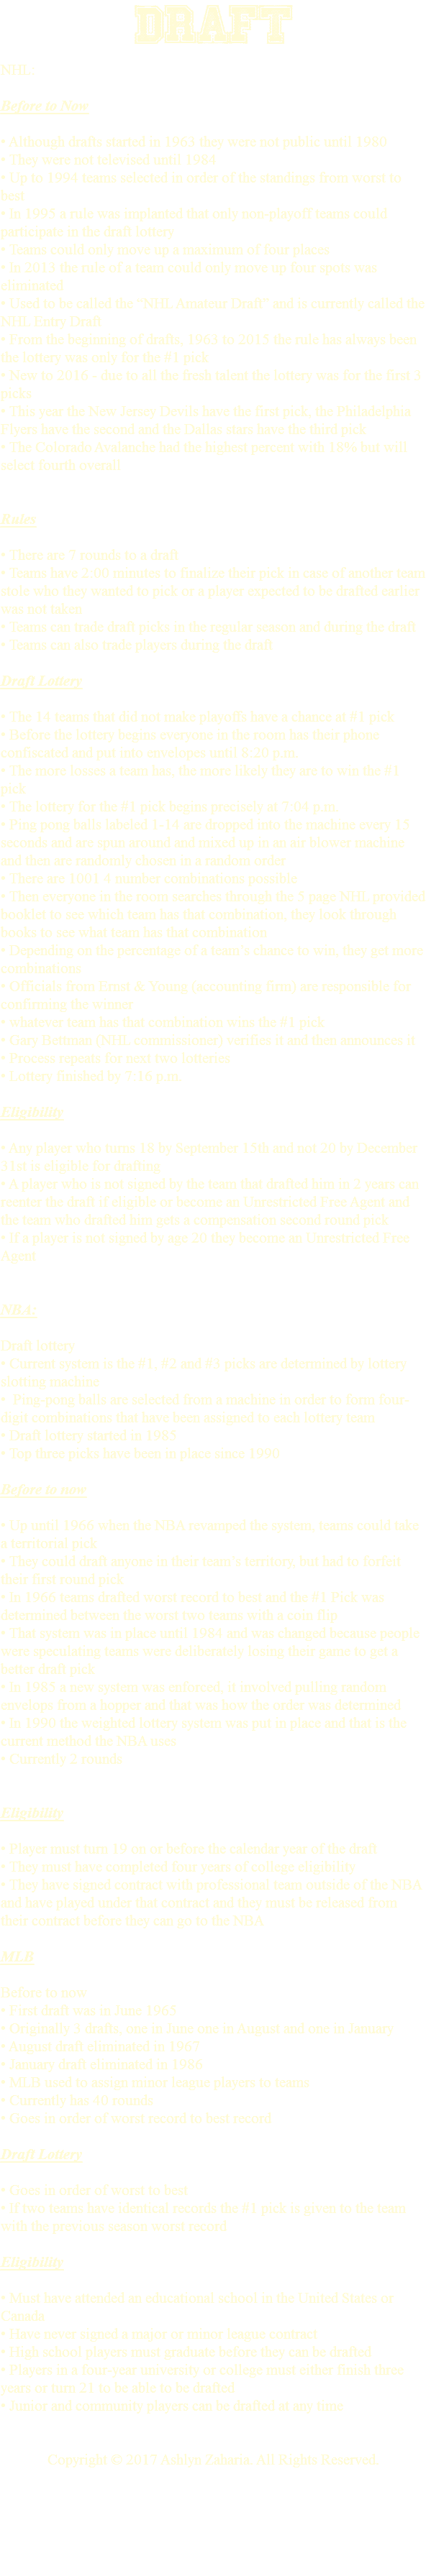 DRAFT
NHL
Before to Now
• Although drafts started in 1963 they were not public until 1980
• They were not televised until 1984
• Up to 1994 teams selected in order of the standings from worst to
best
• In 1995 a rule was implanted that only non-playoff teams could
participate in the draft lottery
• Teams could only move up a maximum of four places
• In 2013 the rule of a team could only move up four spots was
eliminated
• Used to be called the "NHL Amateur Draft" and is currently called the
NHL Entry Draft
• From the beginning of drafts, 1963 to 2015 the rule has always been
the lottery was only for the #1 pick
• New to 2016 - due to all the fresh talent the lottery was for the first 3
picks
• This year the New Jersey Devils have the first pick, the Philadelphia
Flyers have the second and the Dallas stars have the third pick
• The Colorado Avalanche had the highest percent with 18% but will
select fourth overall
Rules
• There are 7 rounds to a draft
• Teams have 2:00 minutes to finalize their pick in case of another team
stole who they wanted to pick or a player expected to be drafted earlier
was not taken
• Teams can trade draft picks in the regular season and during the draft
• Teams can also trade players during the draft
Draft Lottery
• The 14 teams that did not make playoffs have a chance at #1 pick
• Before the lottery begins everyone in the room has their phone
confiscated and put into envelopes until 8:20 p.m.
• The more losses a team has, the more likely they are to win the #1
pick
• The lottery for the #1 pick begins precisely at 7:04 p.m.
• Ping pong balls labeled 1-14 are dropped into the machine every 15
seconds and are spun around and mixed up in an air blower machine
and then are randomly chosen in a random order
• There are 1001 4 number combinations possible
• Then everyone in the room searches through the 5 page NHL provided
booklet to see which team has that combination, they look through
books to see what team has that combination
• Depending on the percentage of a team's chance to win, they get more
combinations
• Officials from Ernst & Young (accounting firm) are responsible for
confirming the winner
• whatever team has that combination wins the #1 pick
• Gary Bettman (NHL commissioner) verifies it and then announces it
• Process repeats for next two lotteries
• Lottery finished by 7:16 p.m.
Eligibility
• Any player who turns 18 by September 15th and not 20 by December
31st is eligible for drafting
• A player who is not signed by the team that drafted him in 2 years can
reenter the draft if eligible or become an Unrestricted Free Agent and
the team who drafted him gets a compensation second round pick
• If a player is not signed by age 20 they become an Unrestricted Free
Agent
NBA:
Draft lottery
• Current system is the #1, #2 and #3 picks are determined by lottery
slotting machine
• Ping-pong balls are selected from a machine in order to form four-
digit combinations that have been assigned to each lottery team
• Draft lottery started in 1985
• Top three picks have been in place since 1990
Before to now
• Up until 1966 when the NBA revamped the system, teams could take
a territorial pick
• They could draft anyone in their team's territory, but had to forfeit
their first round pick
• In 1966 teams drafted worst record to best and the #1 Pick was
determined between the worst two teams with a coin flip
• That system was in place until 1984 and was changed because people
were speculating teams were deliberately losing their game to get a
better draft pick
• In 1985 a new system was enforced, it involved pulling random
envelops from a hopper and that was how the order was determined
• In 1990 the weighted lottery system was put in place and that is the
current method the NBA uses
• Currently 2 rounds
Eligibility
• Player must turn 19 on or before the calendar year of the draft
• They must have completed four years of college eligibility
• They have signed contract with professional team outside of the NBA
and have played under that contract and they must be released from
their contract before they can go to the NBA
MLB
Before to now
• First draft was in June 1965
• Originally 3 drafts, one in June one in August and one in January
• August draft eliminated in 1967
• January draft eliminated in 1986
• MLB used to assign minor league players to teams
• Currently has 40 rounds
• Goes in order of worst record to best record
Draft Lottery
• Goes in order of worst to best
• If two teams have identical records the #1 pick is given to the team
with the previous season worst record
Eligibility
• Must have attended an educational school in the United States or
Canada
• Have never signed a major or minor league contract
• High school players must graduate before they can be drafted
• Players in a four-year university or college must either finish three
years or turn 21 to be able to be drafted
• Junior and community players can be drafted at any time
Copyright © 2017 Ashlyn Zaharia. All Rights Reserved.